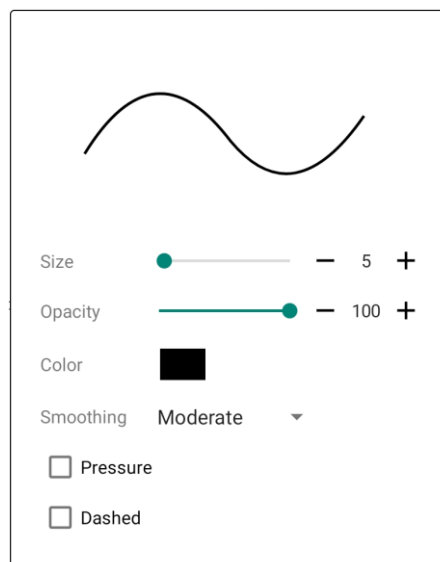 Size 5
Opacity 100
Color
Smoothing Moderate
Pressure
Dashed